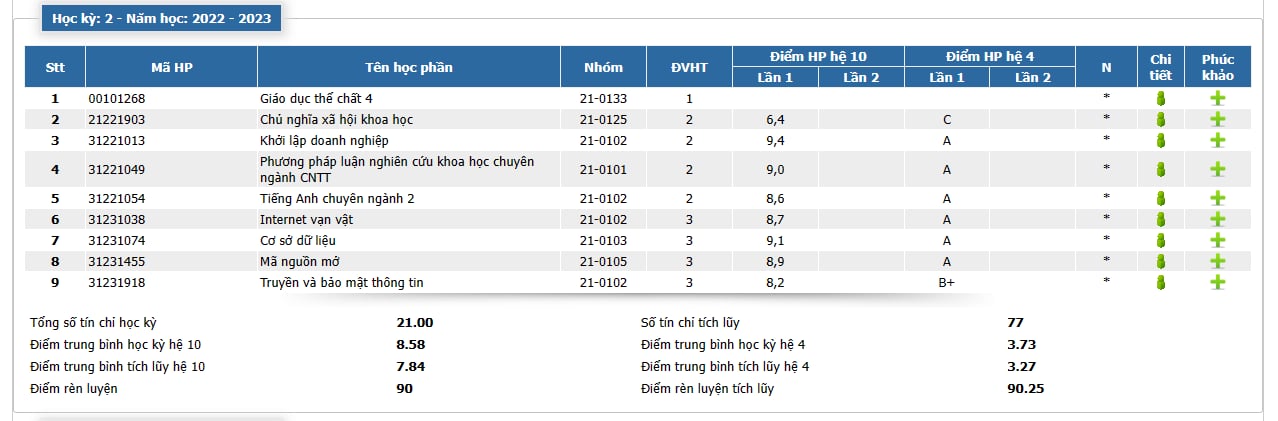 Học kỳ: 2 - Năm học: 2022 - 2023
Stt Mã HP Tên học phần Nhóm ĐVHT Điểm HP hệ 10 Điểm HP hệ 4 N Chi tiết Phúc khảo
Lần 1 Lần 2 Lần 1 Lần 2
1 00101268 Giáo dục thể chất 4 21-0133 1 *
2 21221903 Chủ nghĩa xã hội khoa học 21-0125 2 6,4 C *
3 31221013 Khởi lập doanh nghiệp 21-0102 2 9,4 A *
4 31221049 Phương pháp luận nghiên cứu khoa học chuyên
ngành CNTT 21-0101 2 9,0 A *
5 31221054 Tiếng Anh chuyên ngành 2 21-0102 2 8,6 A *
6 31231038 Internet vạn vật 21-0102 3 8,7 A *
7 31231074 Cơ sở dữ liệu 21-0103 3 9,1 A *
8 31231455 Mã nguồn mở 21-0105 3 8,9 A *
9 31231918 Truyền và bảo mật thông tin 21-0102 3 8,2 B+ *
Tổng số tín chỉ học kỳ 21.00 Số tín chỉ tích lũy 77
Điểm trung bình học kỳ hệ 10 8.58 Điểm trung bình học kỳ hệ 4 3.73
Điểm trung bình tích lũy hệ 10 7.84 Điểm trung bình tích lũy hệ 4 3.27
Điểm rèn luyện 90 Điểm rèn luyện tích lũy 90.25